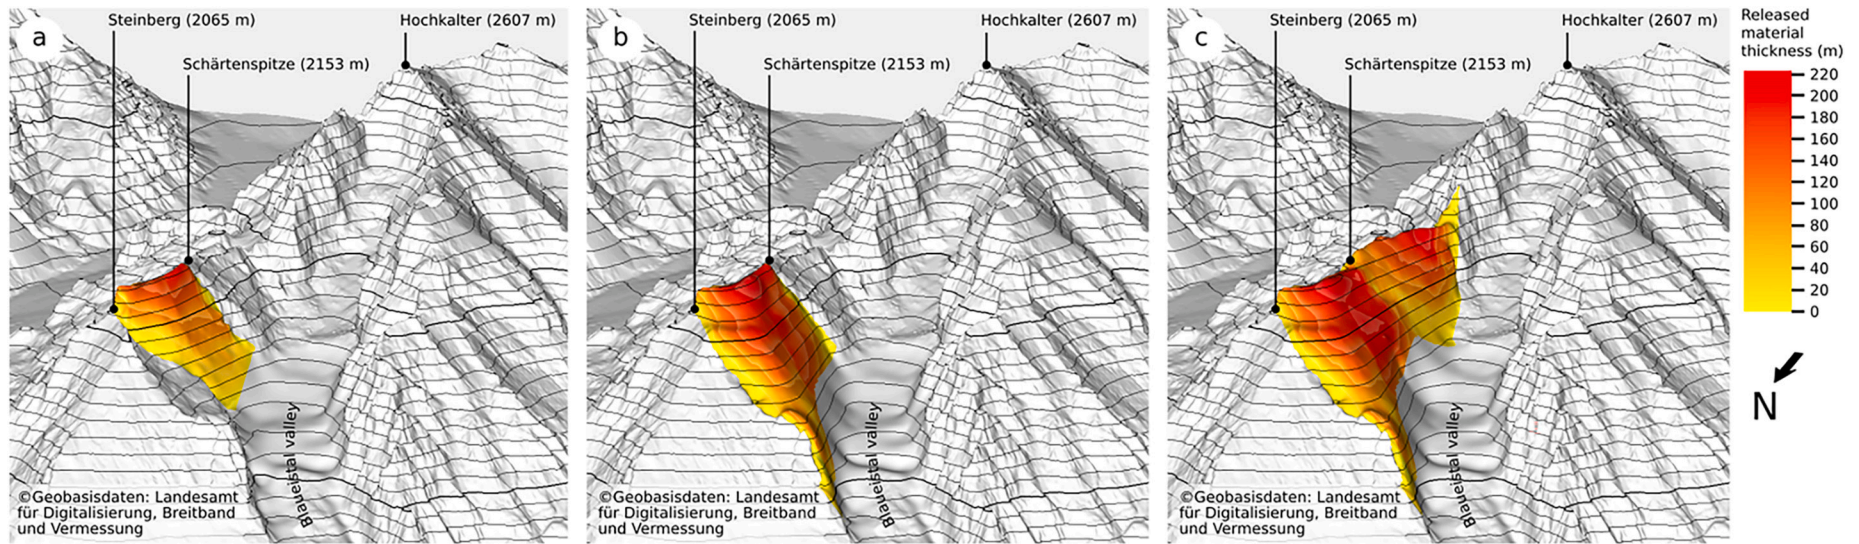 a
Steinberg (2065 m)
Hochkalter (2607 m)
Schärtenspitze (2153 m)
Blaueistal valley
©Geobasisdaten: Landesamt
für Digitalisierung, Breitband
und Vermessung
b
Steinberg (2065 m)
Hochkalter (2607 m)
Schärtenspitze (2153 m)
Blaueistal valley
©Geobasisdaten: Landesamt
für Digitalisierung, Breitband
und Vermessung
c
Steinberg (2065 m)
Hochkalter (2607 m)
Schärtenspitze (2153 m)
Blaueistal valley
©Geobasisdaten: Landesamt
für Digitalisierung, Breitband
und Vermessung
Released
material
thickness (m)
220
200
180
160
140
120
100
80
60
40
20
0
N